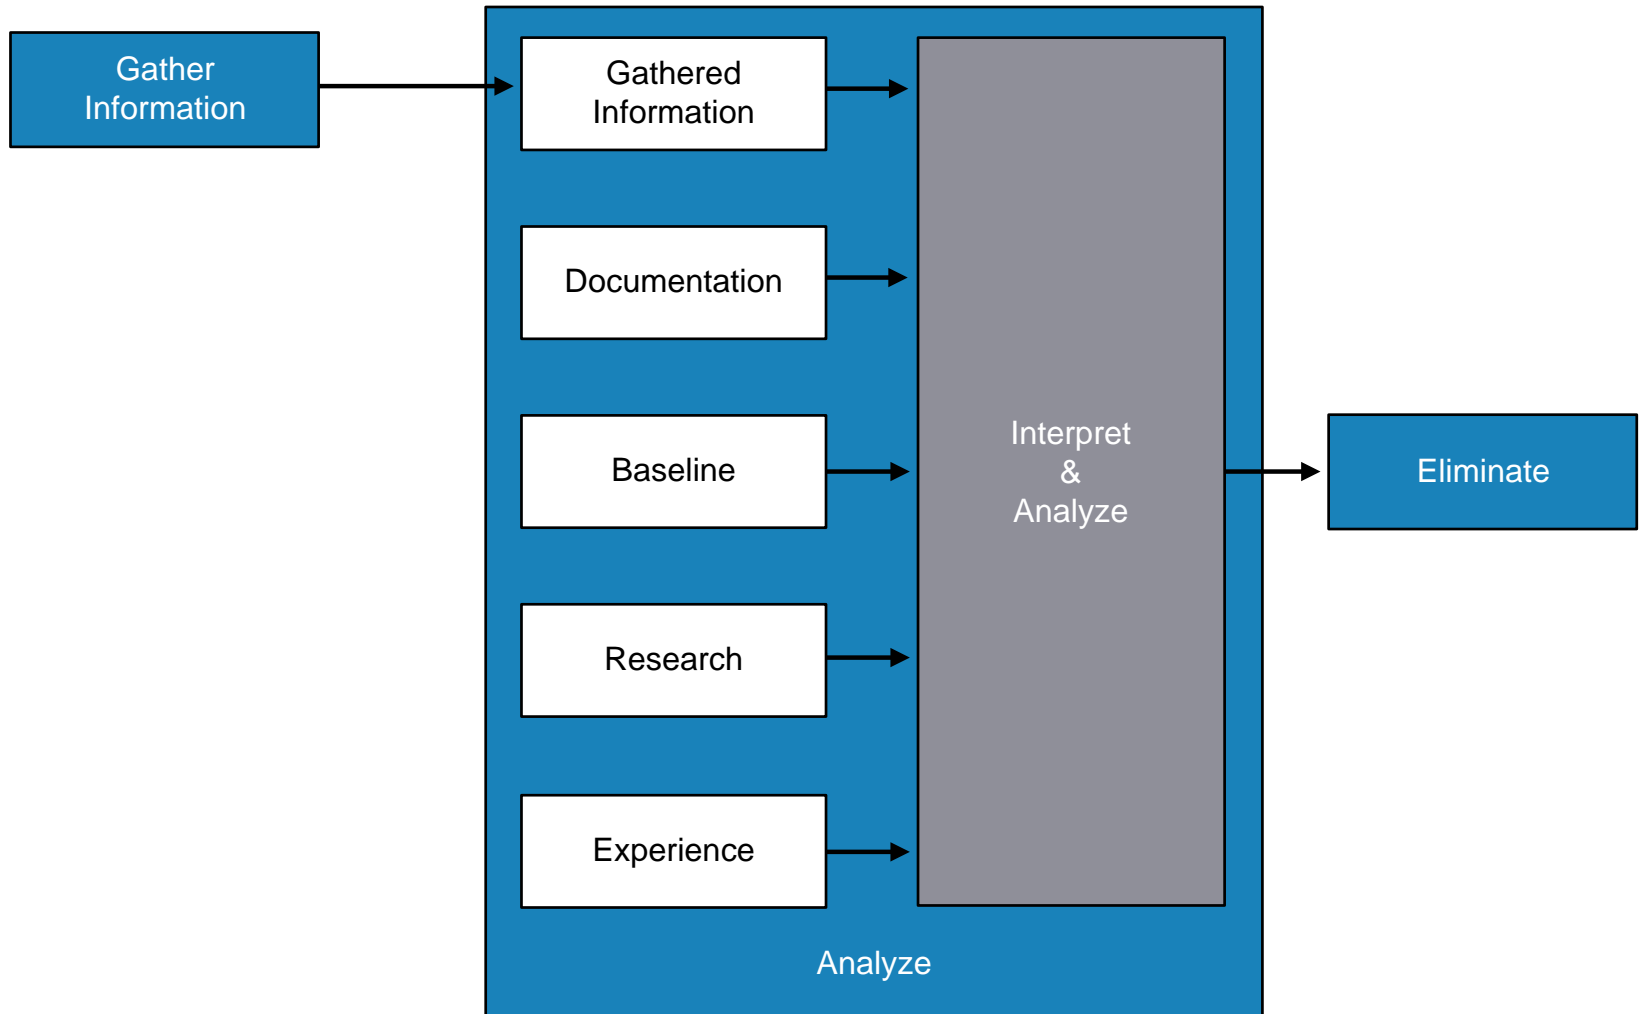 Gather
Information
Gathered
Information
Documentation
Baseline
Research
Experience
Interpret
&
Analyze
Analyze
Eliminate